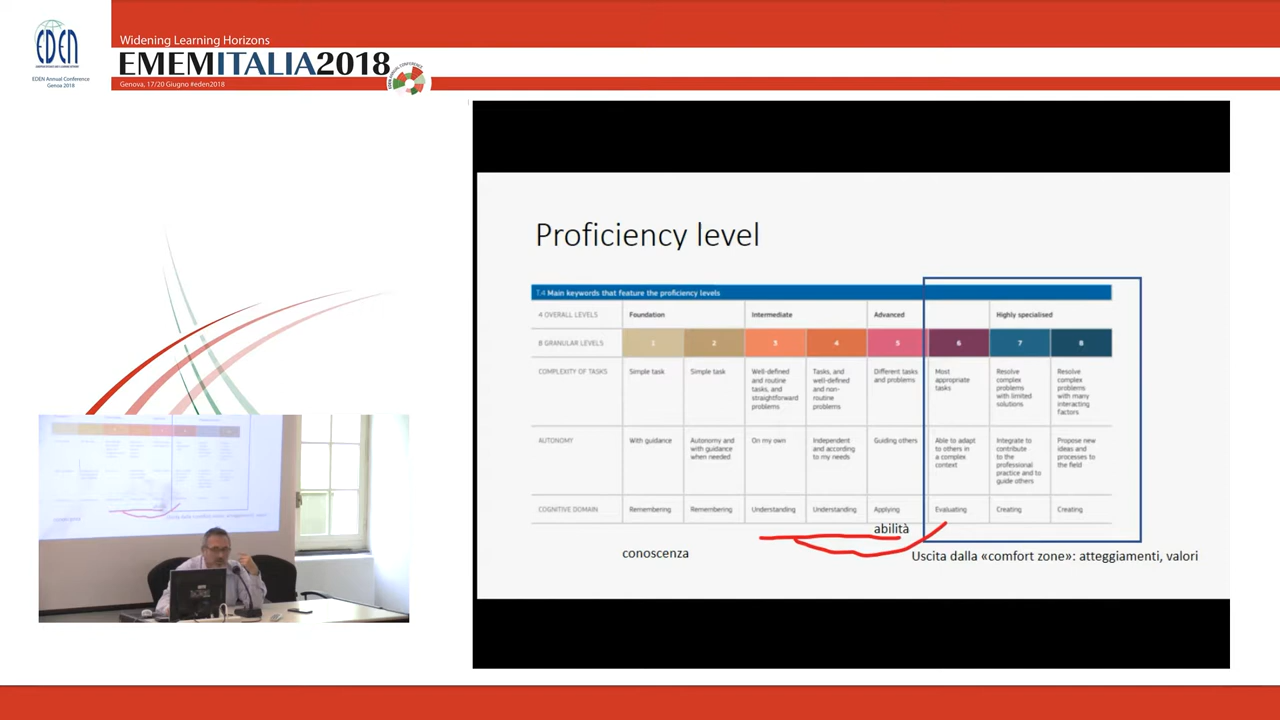 EDEN
EDEN Annual Conference
Genoa 2018
Widening Learning Horizons
EMEMITALIA2018
Genova, 17/20 Giugno #eden2018
Proficiency level
T.4 Main keywords that feature the proficiency levels
4 OVERALL LEVELS Foundation Intermediate Advanced Highly specialised
8 GRANULAR LEVELS 1 2 3 4 5 6 7 8
COMPLEXITY OF TASKS
Simple task
Simple task
Well-defined
and routine
tasks, and
straightforward
problems
Tasks, and
well-defined
and non-
routine
problems
Different tasks
and problems
Most
appropriate
tasks
Resolve
complex
problems
with limited
solutions
Resolve
complex
problems
with many
interacting
factors
AUTONOMY
With guidance
Autonomy and
with guidance
when needed
On my own
Independent
and according
to my needs
Guiding others
Able to adapt
to others in
a complex
context
Integrate to
contribute
to the
professional
practice and to
guide others
Propose new
ideas and
processes to
the field
COGNITIVE DOMAIN Remembering Remembering Understanding Understanding Applying Evaluating Creating Creating
abilità
conoscenza
Uscita dalla «comfort zone»: atteggiamenti, valori